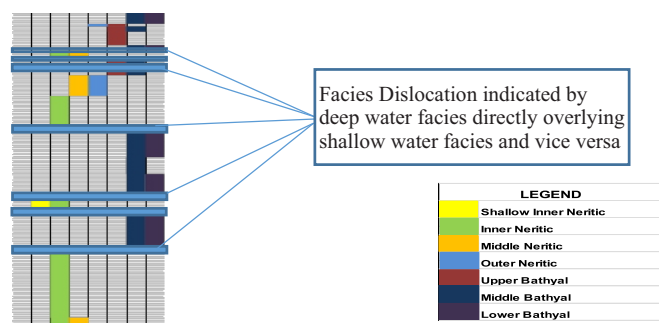 Facies Dislocation indicated by
deep water facies directly overlying
shallow water facies and vice versa
LEGEND
Shallow Inner Neritic
Inner Neritic
Middle Neritic
Outer Neritic
Upper Bathyal
Middle Bathyal
Lower Bathyal